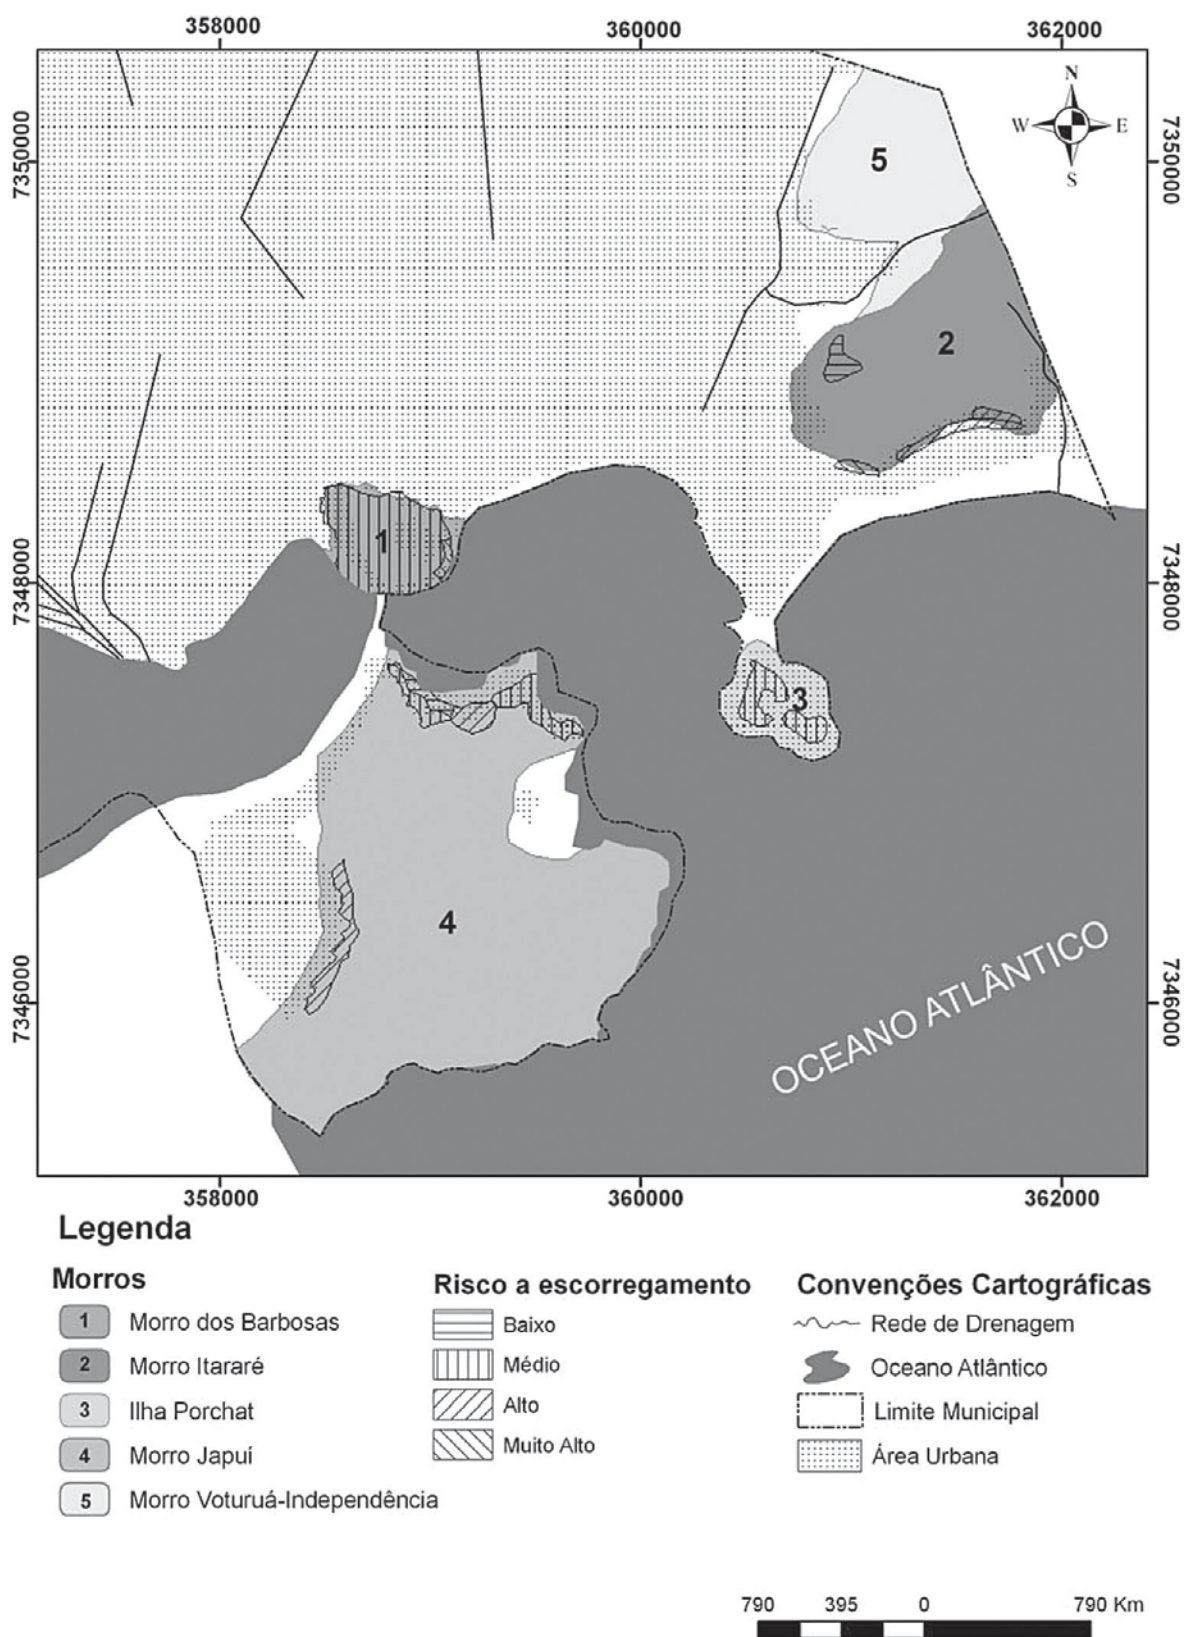 358000 360000 362000
N
W E
S
7350000 7350000
5
2
1
7348000 7348000
3
4
7346000 7346000
OCEANO ATLÂNTICO
358000 360000 362000
Legenda
Morros
1 Morro dos Barbosas
2 Morro Itararé
3 Ilha Porchat
4 Morro Japuí
5 Morro Voturuá-Independência
Risco a escorregamento
Baixo
Médio
Alto
Muito Alto
Convenções Cartográficas
Rede de Drenagem
Oceano Atlântico
Limite Municipal
Área Urbana
790 395 0 790 Km